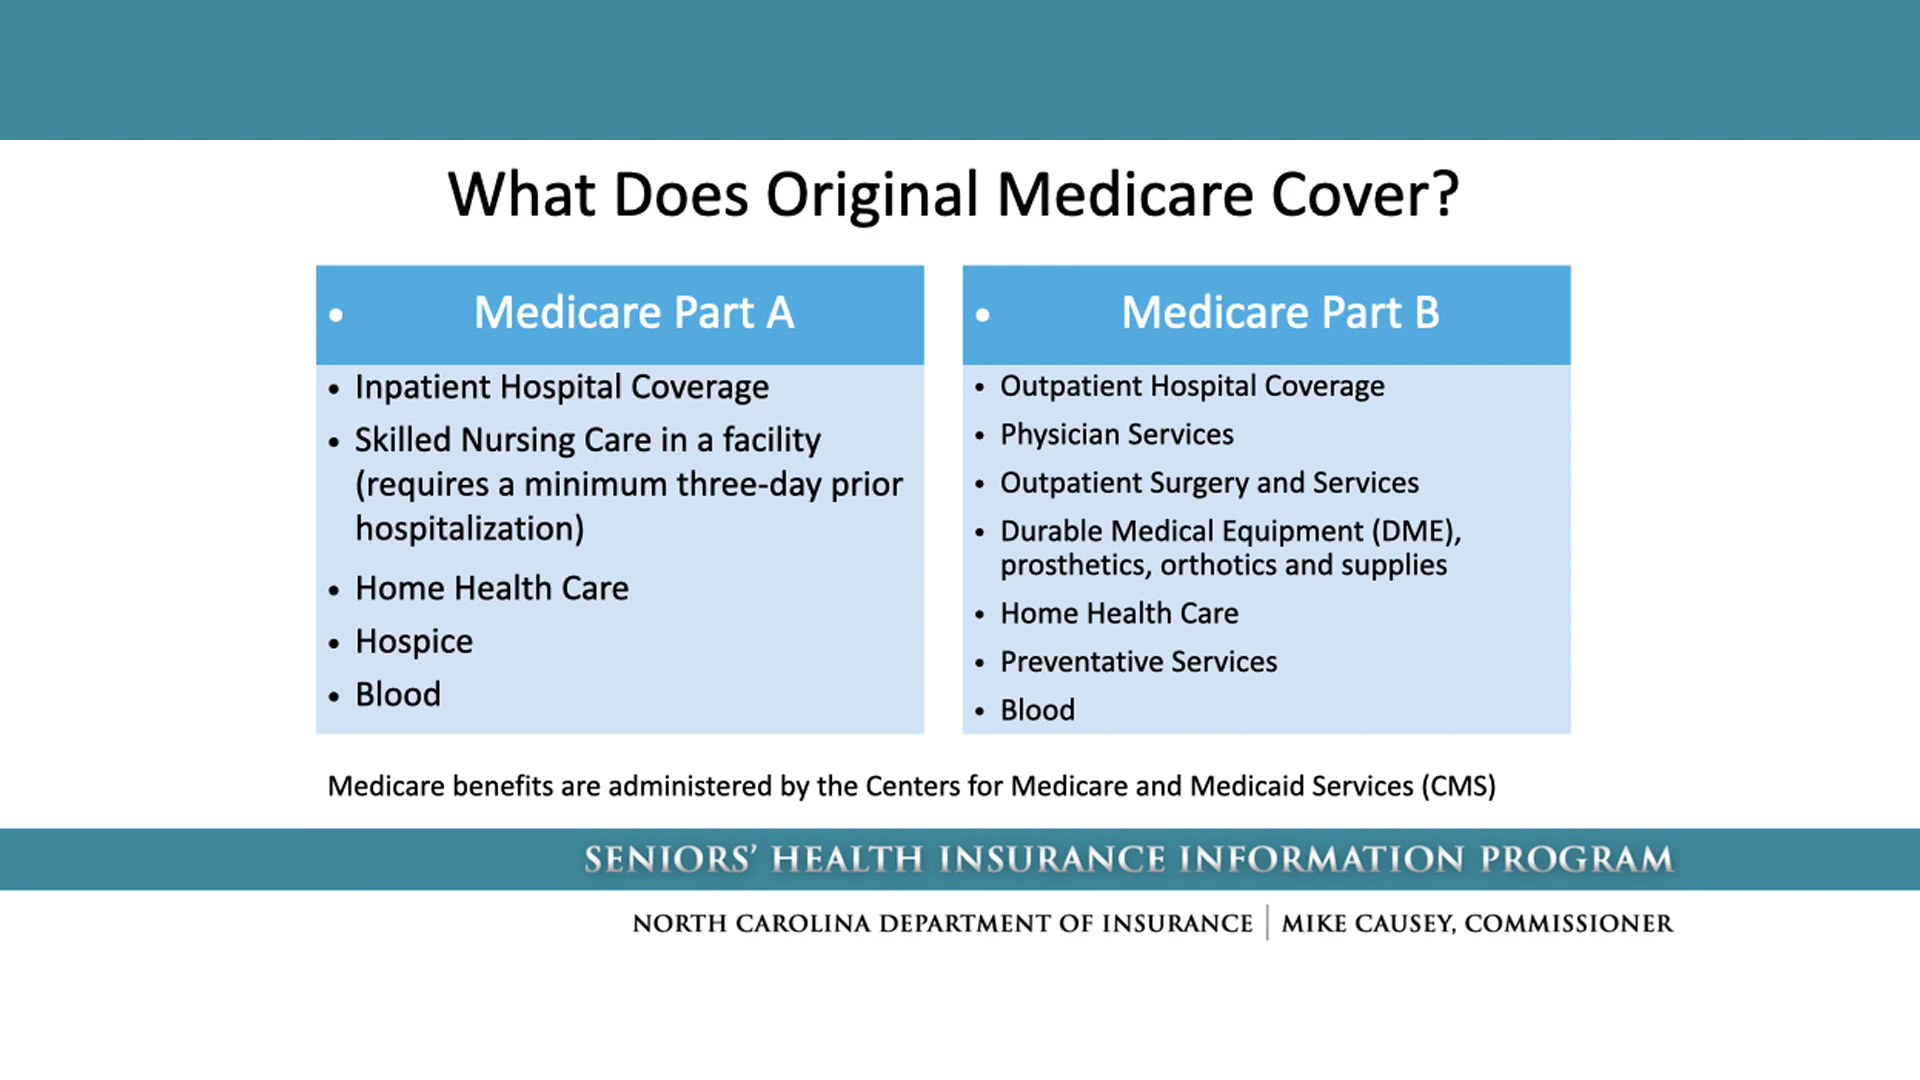 What Does Original Medicare Cover?
• Medicare Part A
• Inpatient Hospital Coverage
• Skilled Nursing Care in a facility
(requires a minimum three-day prior
hospitalization)
• Home Health Care
• Hospice
• Blood
• Medicare Part B
• Outpatient Hospital Coverage
• Physician Services
• Outpatient Surgery and Services
• Durable Medical Equipment (DME),
prosthetics, orthotics and supplies
• Home Health Care
• Preventative Services
• Blood
Medicare benefits are administered by the Centers for Medicare and Medicaid Services (CMS)
SENIORS’ HEALTH INSURANCE INFORMATION PROGRAM
NORTH CAROLINA DEPARTMENT OF INSURANCE | MIKE CAUSEY, COMMISSIONER